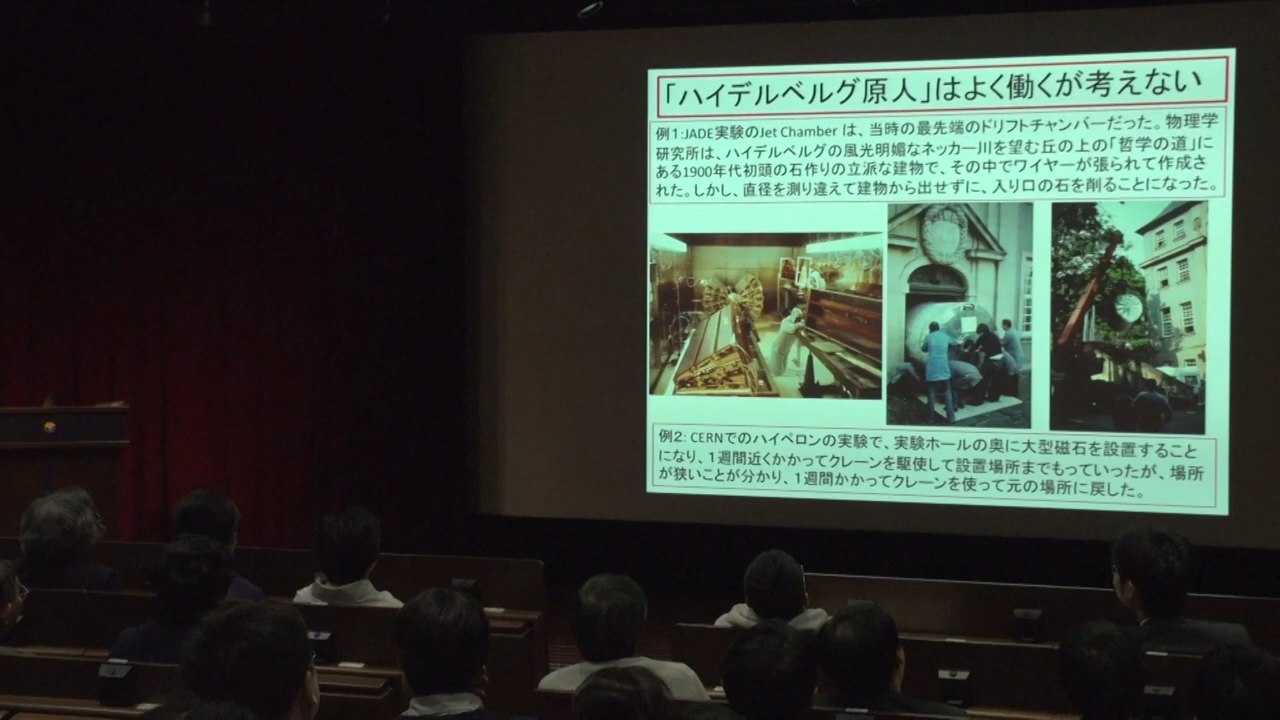 「ハイデルベルグ原人」はよく働くが考えない
例1:JADE実験のJet Chamber は、当時の最先端のドリフトチャンバーだった。物理学
研究所は、ハイデルベルグの風光明媚なネッカー川を望む丘の上の「哲学の道」に
ある1900年代初頭の石作りの立派な建物で、その中でワイヤーが張られて作成さ
れた。しかし、直径を測り違えて建物から出せずに、入り口の石を削ることになった。
例2: CERNでのハイペロンの実験で、実験ホールの奥に大型磁石を設置すること
になり、1週間近くかかってクレーンを駆使して設置場所までもっていったが、場所
が狭いことが分かり、1週間かかってクレーンを使って元の場所に戻した。